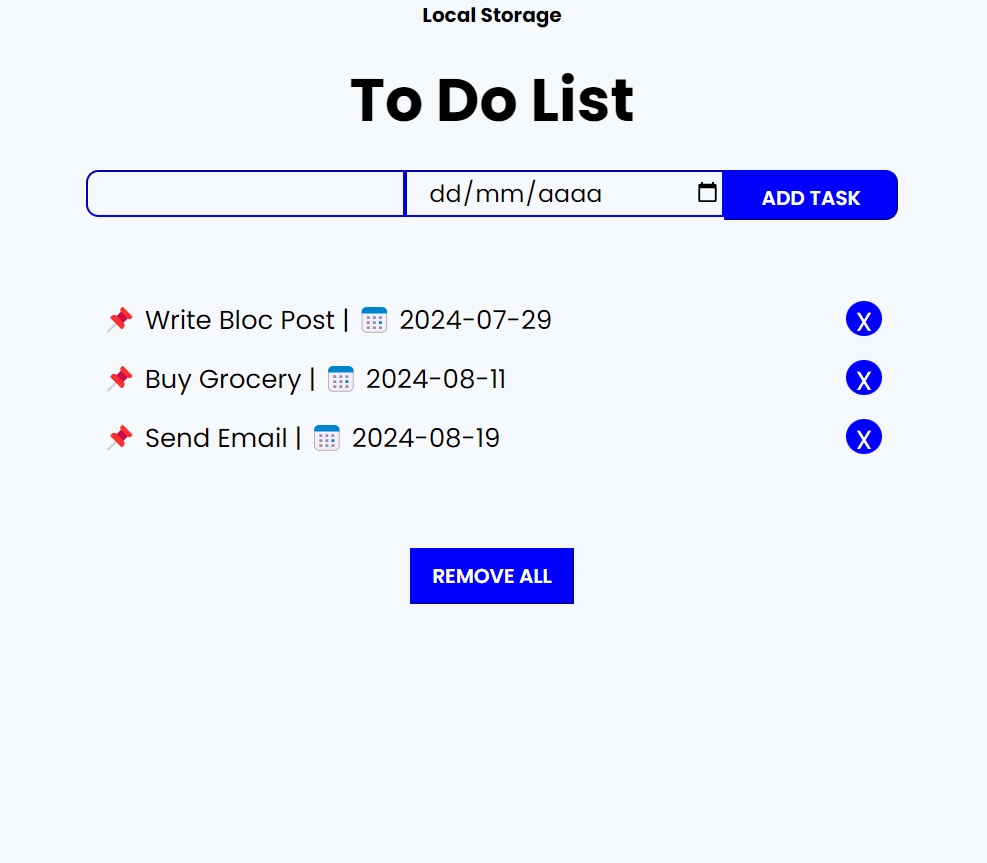 Local Storage
To Do List
dd/mm/aaaa ADD TASK
📌 Write Bloc Post | 📅 2024-07-29 X
📌 Buy Grocery | 📅 2024-08-11 X
📌 Send Email | 📅 2024-08-19 X
REMOVE ALL